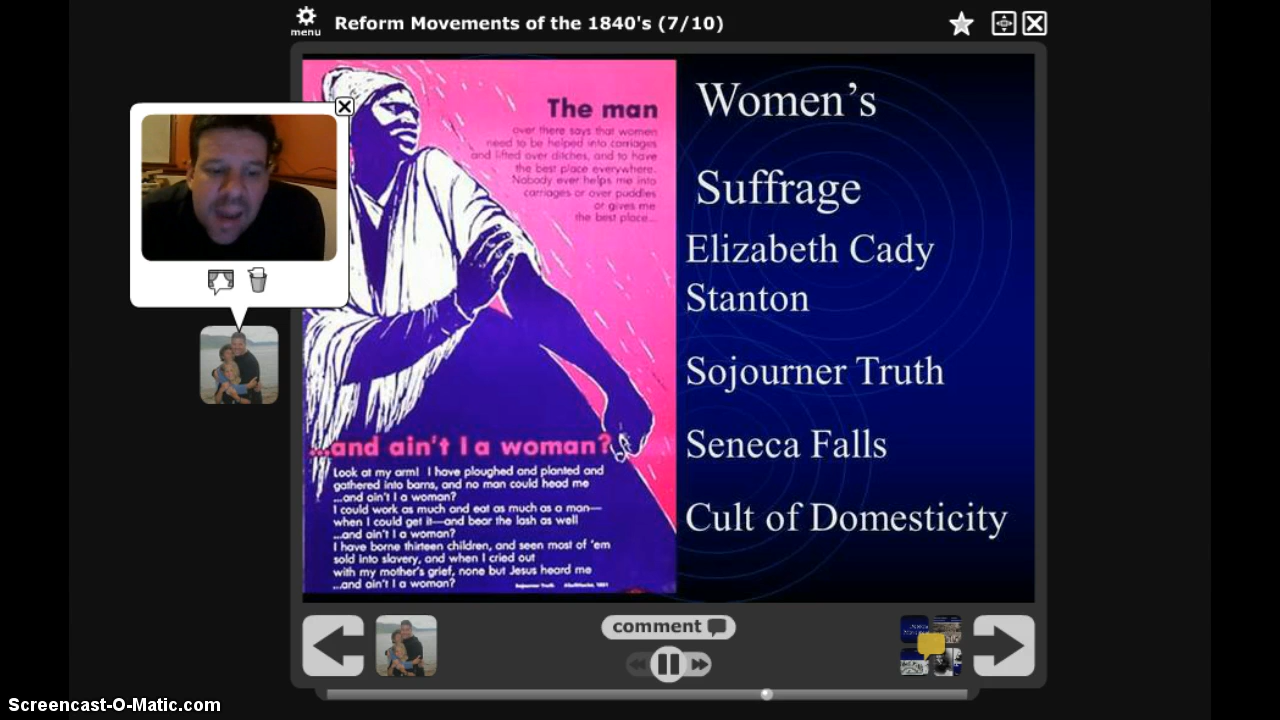 menu
Reform Movements of the 1840's (7/10)
The man
over there says that women
need to be helped into carriages
and lifted over ditches, and to have
the best place everywhere.
Nobody ever helps me into
carriages or over puddles
or gives me
the best place...
...and ain't I a woman?
Look at my arm! I have ploughed and planted and
gathered into barns, and no man could head me
...and ain't I a woman?
I could work as much and eat as much as a man—
when I could get it—and bear the lash as well
...and ain't I a woman?
I have borne thirteen children, and seen most of 'em
sold into slavery, and when I cried out
with my mother's grief, none but Jesus heard me
...and ain't I a woman?
Sojourner Truth
Women's
Suffrage
Elizabeth Cady
Stanton
Sojourner Truth
Seneca Falls
Cult of Domesticity
comment
Screencast-O-Matic.com